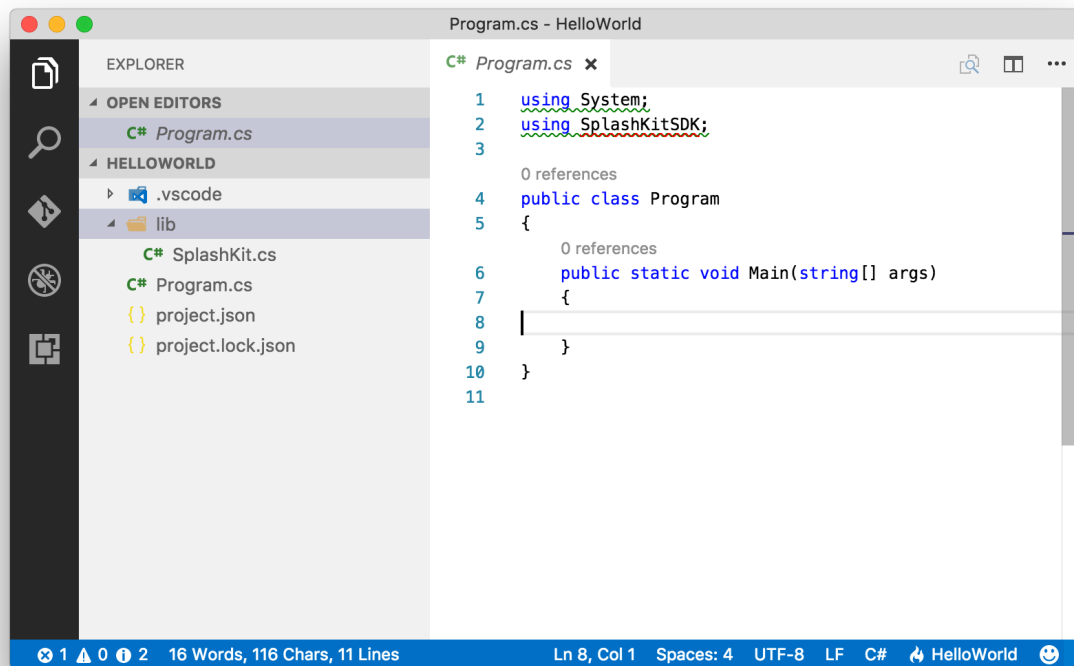 Program.cs - HelloWorld
EXPLORER
OPEN EDITORS
C# Program.cs
HELLOWORLD
.vscode
lib
C# SplashKit.cs
C# Program.cs
{ } project.json
{ } project.lock.json
C# Program.cs
1 using System;
2 using SplashKitSDK;
3
0 references
4 public class Program
5 {
0 references
6 public static void Main(string[] args)
7 {
8
9 }
10 }
11
1 0 2 16 Words, 116 Chars, 11 Lines Ln 8, Col 1 Spaces: 4 UTF-8 LF C# HelloWorld